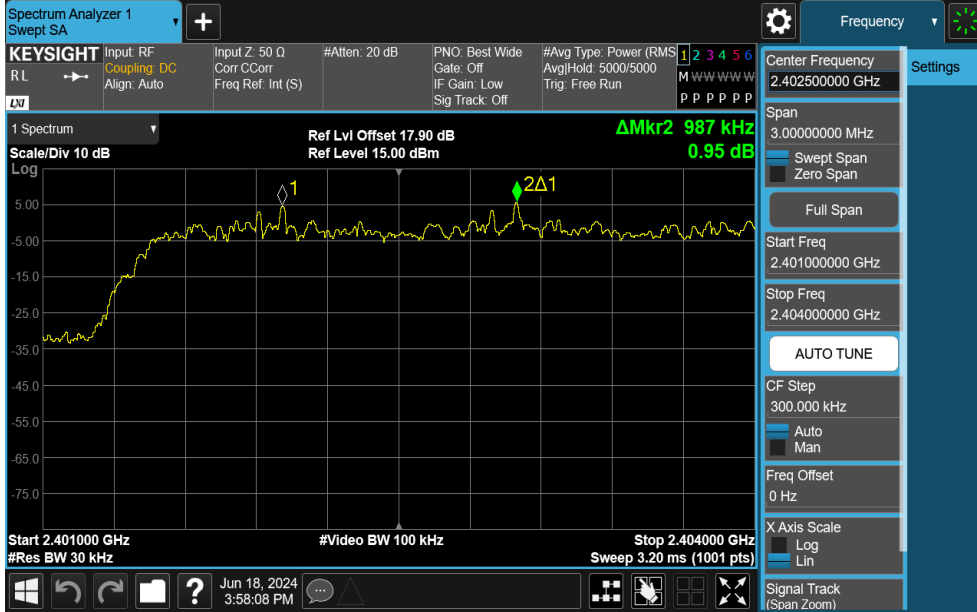 Spectrum Analyzer 1
Swept SA
+
Frequency
KEYSIGHT
R L
LXI
Input: RF
Coupling: DC
Align: Auto
Input Z: 50 Ω
Corr CCorr
Freq Ref: Int (S)
#Atten: 20 dB
PNO: Best Wide
Gate: Off
IF Gain: Low
Sig Track: Off
#Avg Type: Power (RMS
Avg|Hold: 5000/5000
Trig: Free Run
1 2 3 4 5 6
M W W W W W
P P P P P P
1 Spectrum
Scale/Div 10 dB
Log
Ref Lvl Offset 17.90 dB
Ref Level 15.00 dBm
ΔMkr2 987 kHz
0.95 dB
1
2Δ1
5.00
-5.00
-15.0
-25.0
-35.0
-45.0
-55.0
-65.0
-75.0
Start 2.401000 GHz
#Res BW 30 kHz
#Video BW 100 kHz
Stop 2.404000 GHz
Sweep 3.20 ms (1001 pts)
Center Frequency
2.402500000 GHz
Settings
Span
3.00000000 MHz
Swept Span
Zero Span
Full Span
Start Freq
2.401000000 GHz
Stop Freq
2.404000000 GHz
AUTO TUNE
CF Step
300.000 kHz
Auto
Man
Freq Offset
0 Hz
X Axis Scale
Log
Lin
Signal Track
(Span Zoom)
?
Jun 18, 2024
3:58:08 PM